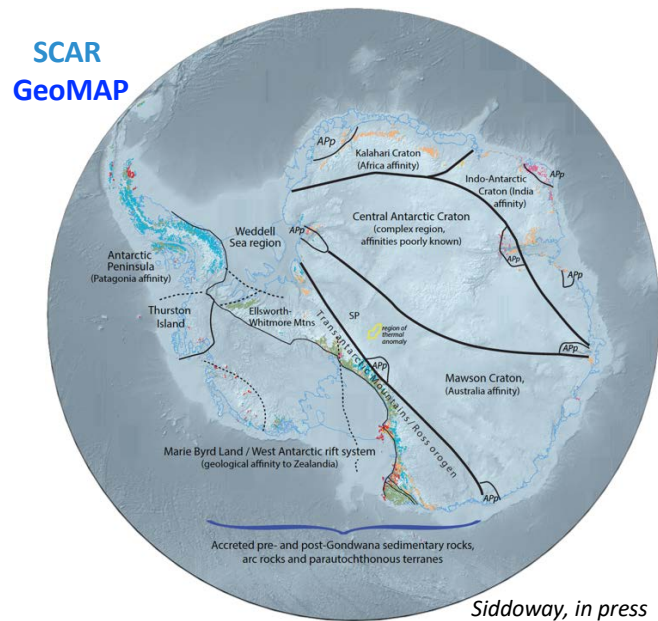 SCAR
GeoMAP
APp
Kalahari Craton
(Africa affinity)
Indo-Antarctic
Craton (India
affinity)
APp
Weddell
Sea region
APp
Central Antarctic Craton
(complex region,
affinities poorly known)
APp
APp
Antarctic
Peninsula
(Patagonia affinity)
Thurston
Island
Ellsworth-
Whitmore Mtns
SP
region of
thermal
anomaly
APp
APp
Transantarctic Mountains/Ross orogen
Mawson Craton,
(Australia affinity)
Marie Byrd Land / West Antarctic rift system
(geological affinity to Zealandia)
APp
Accreted pre- and post-Gondwana sedimentary rocks,
arc rocks and parautochthonous terranes
Siddoway, in press